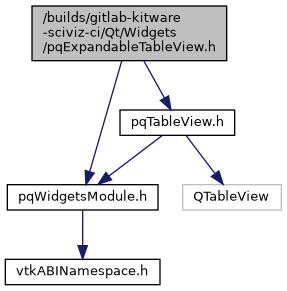 /builds/gitlab-kitware
-sciviz-ci/Qt/Widgets
/pqExpandableTableView.h
pqTableView.h
pqWidgetsModule.h
QTableView
vtkABINamespace.h